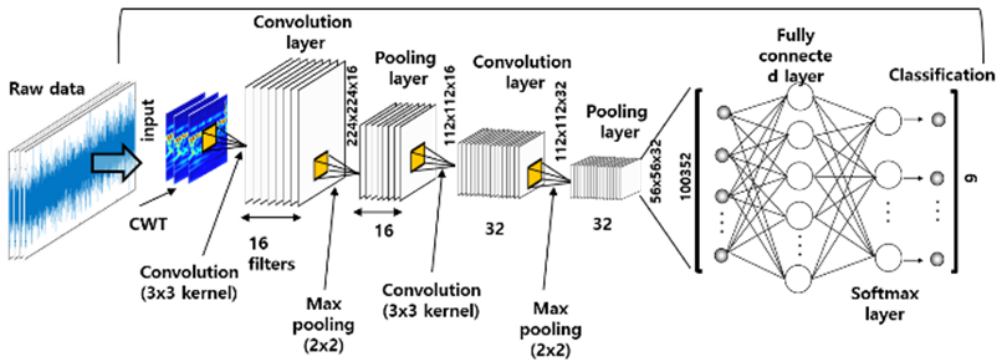 Raw data
input
CWT
Convolution
layer
224x224x16
16
filters
Convolution
(3x3 kernel)
Max
pooling
(2x2)
Pooling
layer
112x112x16
16
Convolution
(3x3 kernel)
Convolution
layer
112x112x32
32
Max
pooling
(2x2)
Pooling
layer
56x56x32
32
100352
Fully
connecte
d layer
Softmax
layer
Classification
9